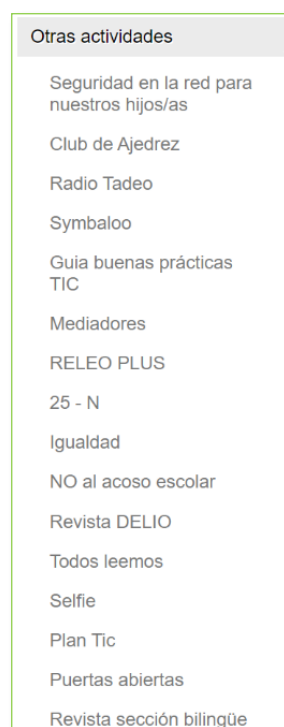 Otras actividades
Seguridad en la red para
nuestros hijos/as
Club de Ajedrez
Radio Tadeo
Symbaloo
Guia buenas prácticas
TIC
Mediadores
RELEO PLUS
25 - N
Igualdad
NO al acoso escolar
Revista DELIO
Todos leemos
Selfie
Plan Tic
Puertas abiertas
Revista sección bilingüe